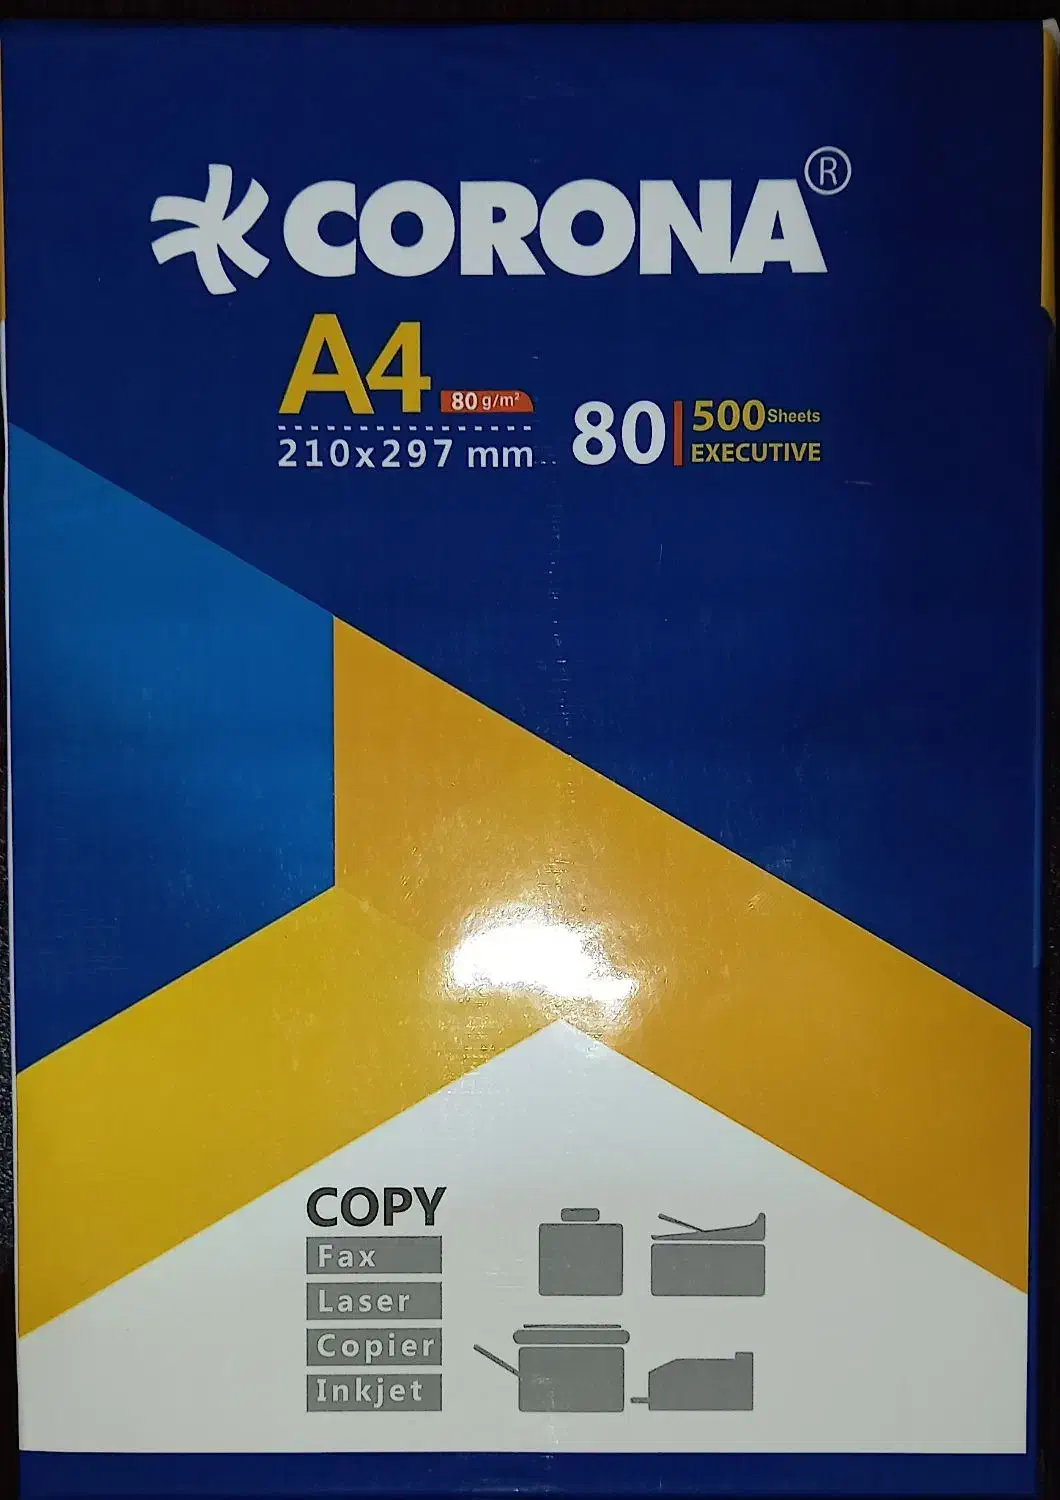 CORONA®
A4 80 g/m²
210x297 mm
80 500 Sheets
EXECUTIVE
COPY
Fax
Laser
Copier
Inkjet